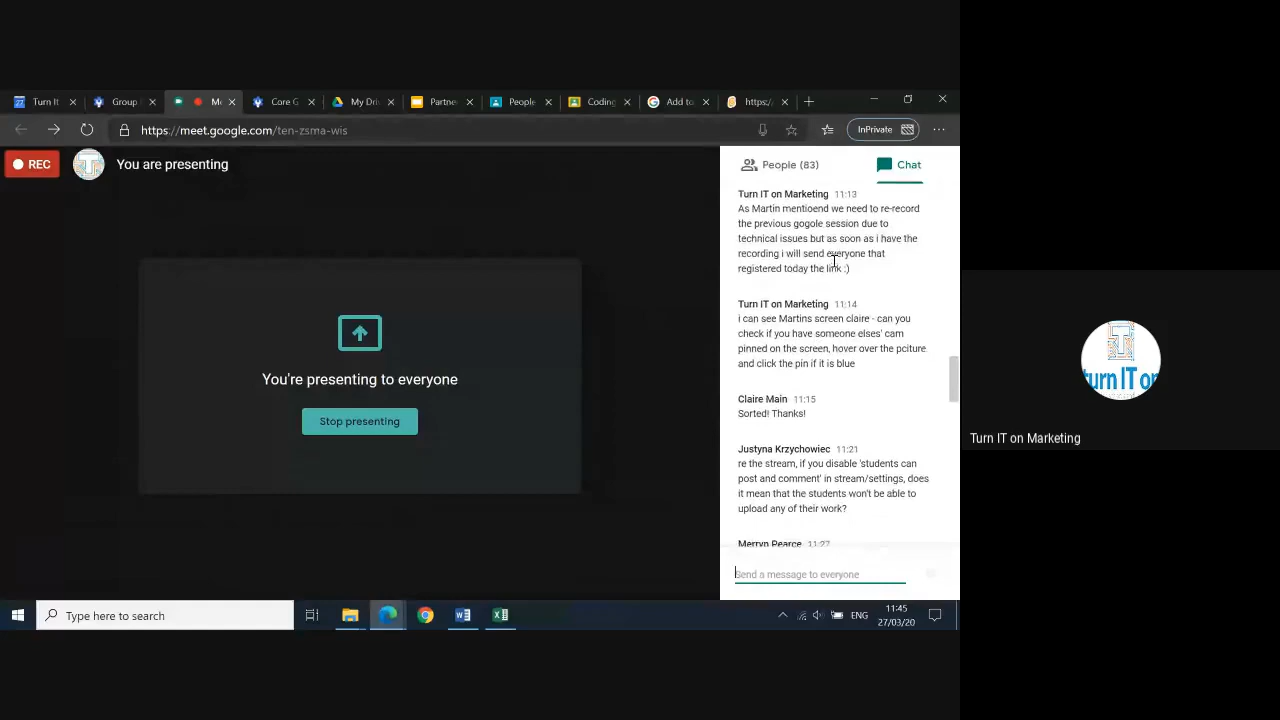 Turn It
Group
Me
Core G
My Dri
Partne
People
Coding
Add to
https:/
https://meet.google.com/ten-zsma-wis
InPrivate
REC
You are presenting
People (83)
Chat
Turn IT on Marketing 11:13
As Martin mentioend we need to re-record
the previous gogole session due to
technical issues but as soon as i have the
recording i will send everyone that
registered today the link :)
Turn IT on Marketing 11:14
i can see Martins screen claire - can you
check if you have someone elses' cam
pinned on the screen, hover over the pciture
and click the pin if it is blue
Claire Main 11:15
Sorted! Thanks!
Justyna Krzychowiec 11:21
re the stream, if you disable 'students can
post and comment' in stream/settings, does
it mean that the students won't be able to
upload any of their work?
Merryn Pearce 11:27
Send a message to everyone
You're presenting to everyone
Stop presenting
turn IT on
Turn IT on Marketing
Type here to search
ENG
11:45
27/03/20